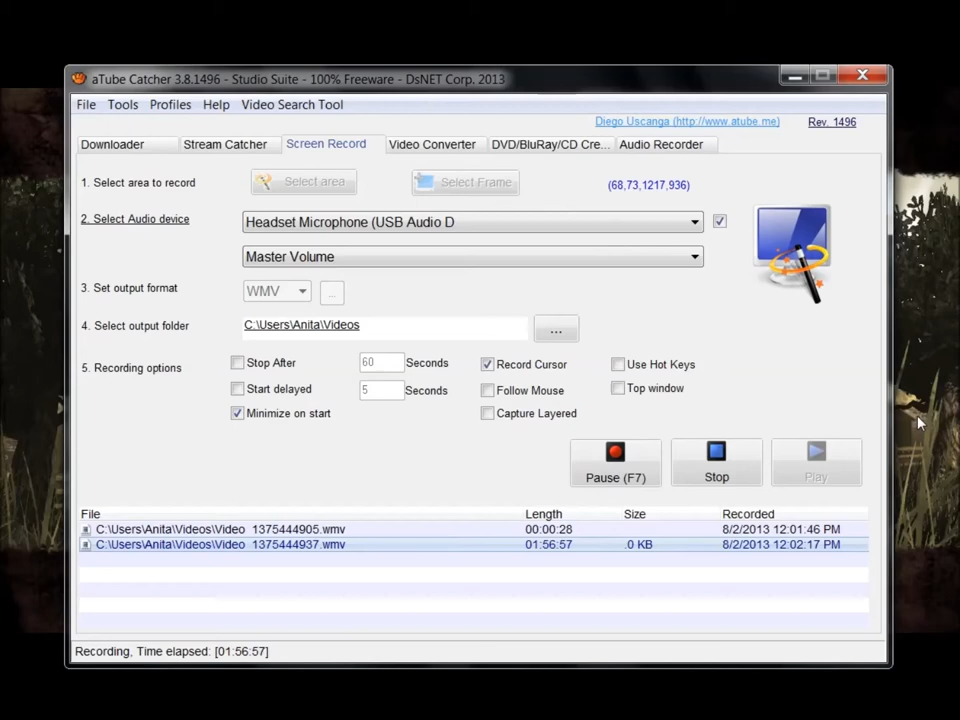 aTube Catcher 3.8.1496 - Studio Suite - 100% Freeware - DsNET Corp. 2013
File Tools Profiles Help Video Search Tool
Diego Uscanga (http://www.atube.me) Rev. 1496
Downloader Stream Catcher Screen Record Video Converter DVD/BluRay/CD Cre... Audio Recorder
1. Select area to record Select area Select Frame (68,73,1217,936)
2. Select Audio device Headset Microphone (USB Audio D
Master Volume
3. Set output format WMV ...
4. Select output folder C:\Users\Anita\Videos ...
5. Recording options Stop After 60 Seconds Record Cursor Use Hot Keys
Start delayed 5 Seconds Follow Mouse Top window
Minimize on start Capture Layered
Pause (F7) Stop Play
File Length Size Recorded
C:\Users\Anita\Videos\Video 1375444905.wmv 00:00:28 8/2/2013 12:01:46 PM
C:\Users\Anita\Videos\Video 1375444937.wmv 01:56:57 .0 KB 8/2/2013 12:02:17 PM
Recording, Time elapsed: [01:56:57]